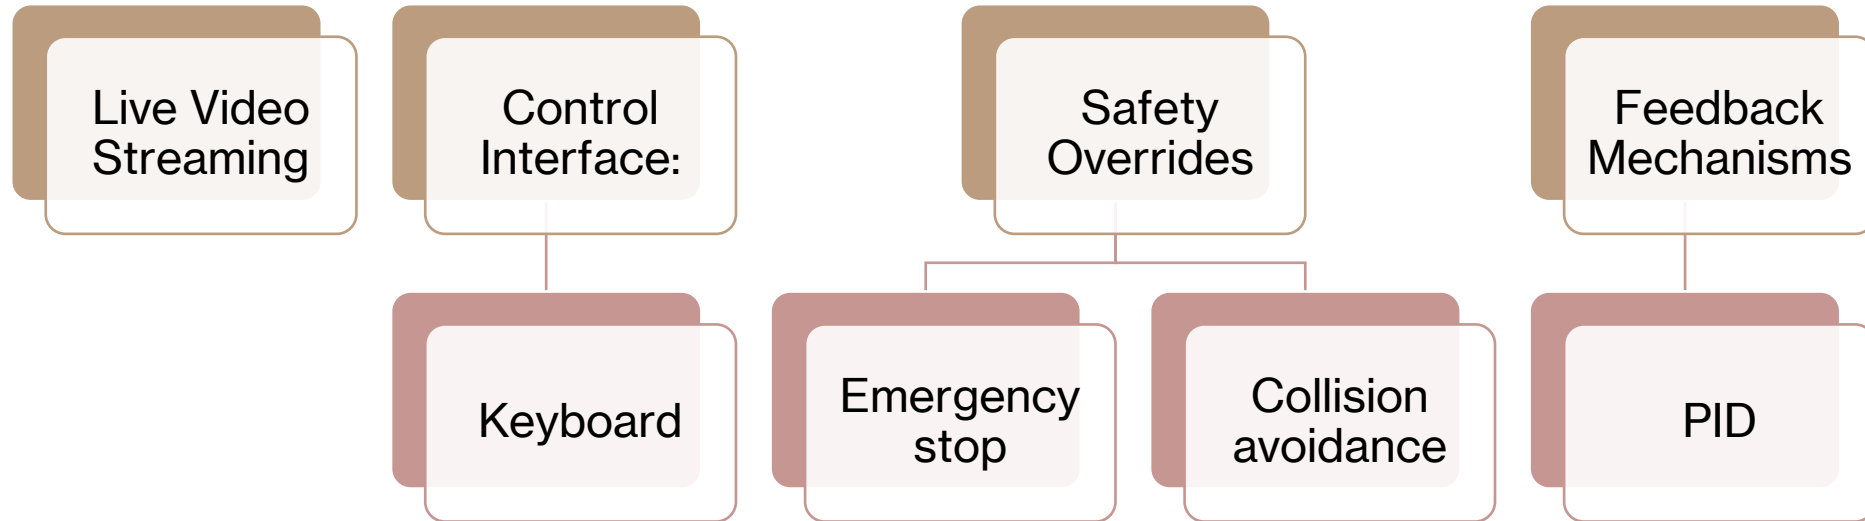 Live Video
Streaming
Control
Interface:
Safety
Overrides
Feedback
Mechanisms
Keyboard
Emergency
stop
Collision
avoidance
PID